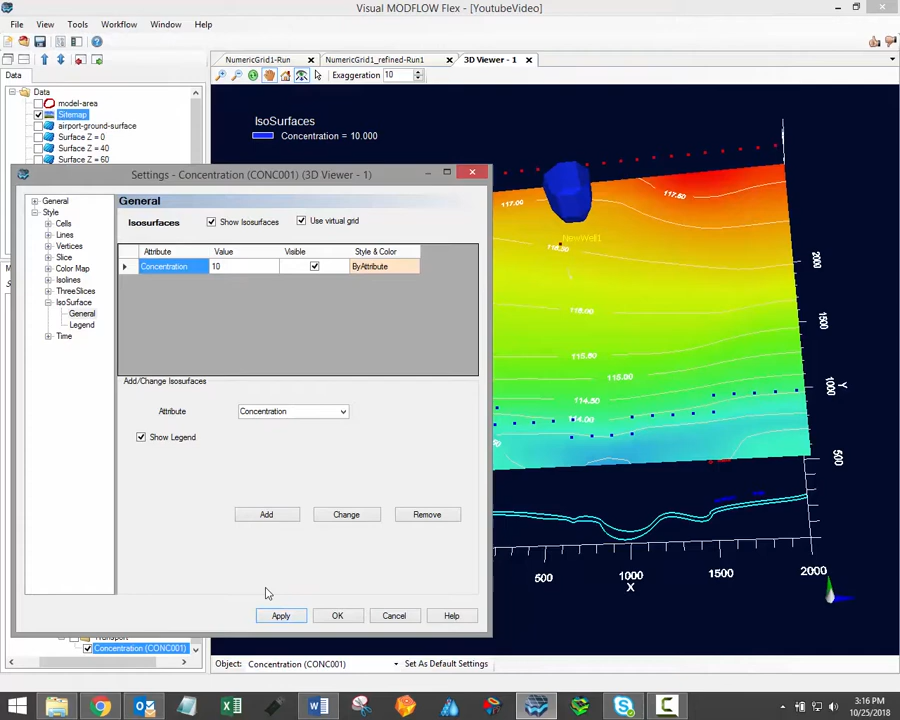 Visual MODFLOW Flex - [YoutubeVideo]
File View Tools Workflow Window Help
Data
NumericGrid1-Run
NumericGrid1_refined-Run1
3D Viewer - 1
Exaggeration 10
Data
model-area
Sitemap
airport-ground-surface
Surface Z = 0
Surface Z = 40
Surface Z = 60
IsoSurfaces
Concentration = 10.000
Settings - Concentration (CONC001) (3D Viewer - 1)
General
Style
Cells
Lines
Vertices
Slice
Color Map
Isolines
ThreeSlices
IsoSurface
General
Legend
Time
General
Isosurfaces
Show Isosurfaces
Use virtual grid
Attribute Value Visible Style & Color
Concentration 10 ByAttribute
Add/Change Isosurfaces
Attribute Concentration
Show Legend
Add Change Remove
Apply OK Cancel Help
117.00
117.50
NewWell1
116.00
115.50
115.00
114.50
114.00
2000
1500
1000
Y
500
500 1000 1500 2000
X
Transport
Concentration (CONC001)
Object: Concentration (CONC001) Set As Default Settings
3:16 PM
10/25/2018